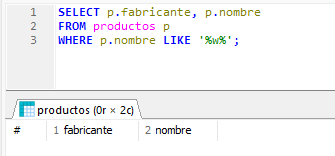 1 SELECT p.fabricante, p.nombre
2 FROM productos p
3 WHERE p.nombre LIKE '%w%';
productos (0r × 2c)
# 1 fabricante 2 nombre